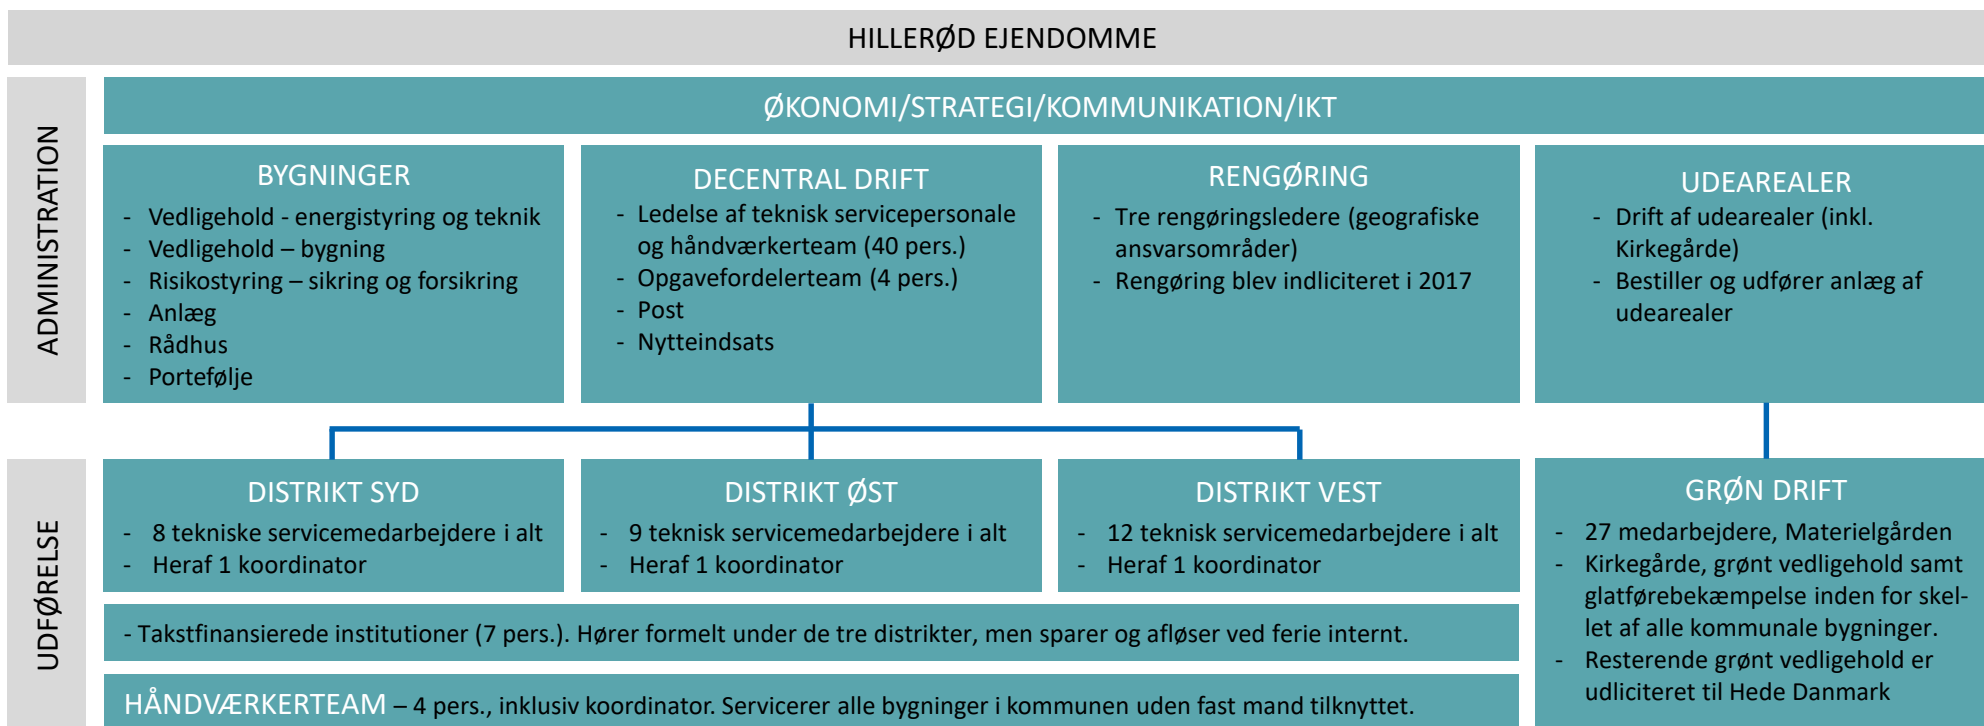 HILLERØD EJENDOMME
ADMINISTRATION
ØKONOMI/STRATEGI/KOMMUNIKATION/IKT
BYGNINGER
- Vedligehold - energistyring og teknik
- Vedligehold – bygning
- Risikostyring – sikring og forsikring
- Anlæg
- Rådhus
- Portefølje
DECENTRAL DRIFT
- Ledelse af teknisk servicepersonale
og håndværkerteam (40 pers.)
- Opgavefordelerteam (4 pers.)
- Post
- Nytteindsats
RENGØRING
- Tre rengøringsledere (geografiske
ansvarsområder)
- Rengøring blev indliciteret i 2017
UDEAREALER
- Drift af udearealer (inkl.
Kirkegårde)
- Bestiller og udfører anlæg af
udearealer
UDFØRELSE
DISTRIKT SYD
- 8 tekniske servicemedarbejdere i alt
- Heraf 1 koordinator
DISTRIKT ØST
- 9 teknisk servicemedarbejdere i alt
- Heraf 1 koordinator
DISTRIKT VEST
- 12 teknisk servicemedarbejdere i alt
- Heraf 1 koordinator
GRØN DRIFT
- 27 medarbejdere, Materielgården
- Kirkegårde, grønt vedligehold samt
glatførebekæmpelse inden for skel-
let af alle kommunale bygninger.
- Resterende grønt vedligehold er
udliciteret til Hede Danmark
- Takstfinansierede institutioner (7 pers.). Hører formelt under de tre distrikter, men sparer og afløser ved ferie internt.
HÅNDVÆRKERTEAM – 4 pers., inklusiv koordinator. Servicerer alle bygninger i kommunen uden fast mand tilknyttet.